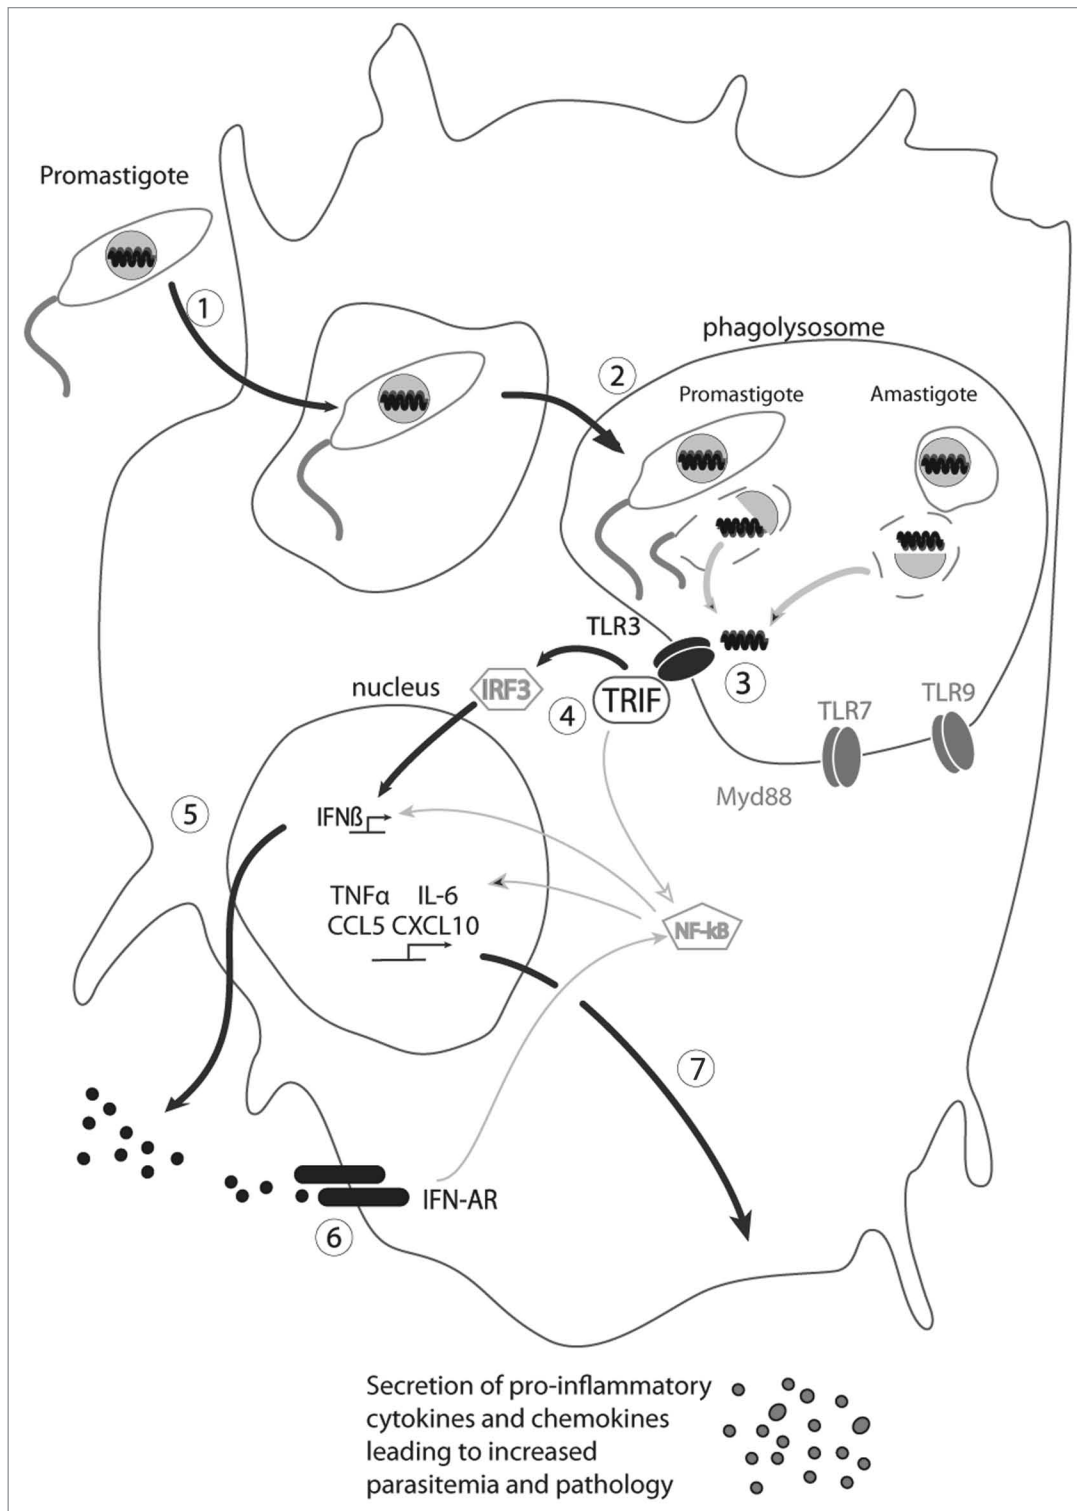 Promastigote
1
phagolysosome
2
Promastigote
Amastigote
TLR3
3
nucleus
IRF3
4
TRIF
TLR7
TLR9
Myd88
5
IFNß
TNFα IL-6
CCL5 CXCL10
NF-kB
7
IFN-AR
6
Secretion of pro-inflammatory
cytokines and chemokines
leading to increased
parasitemia and pathology